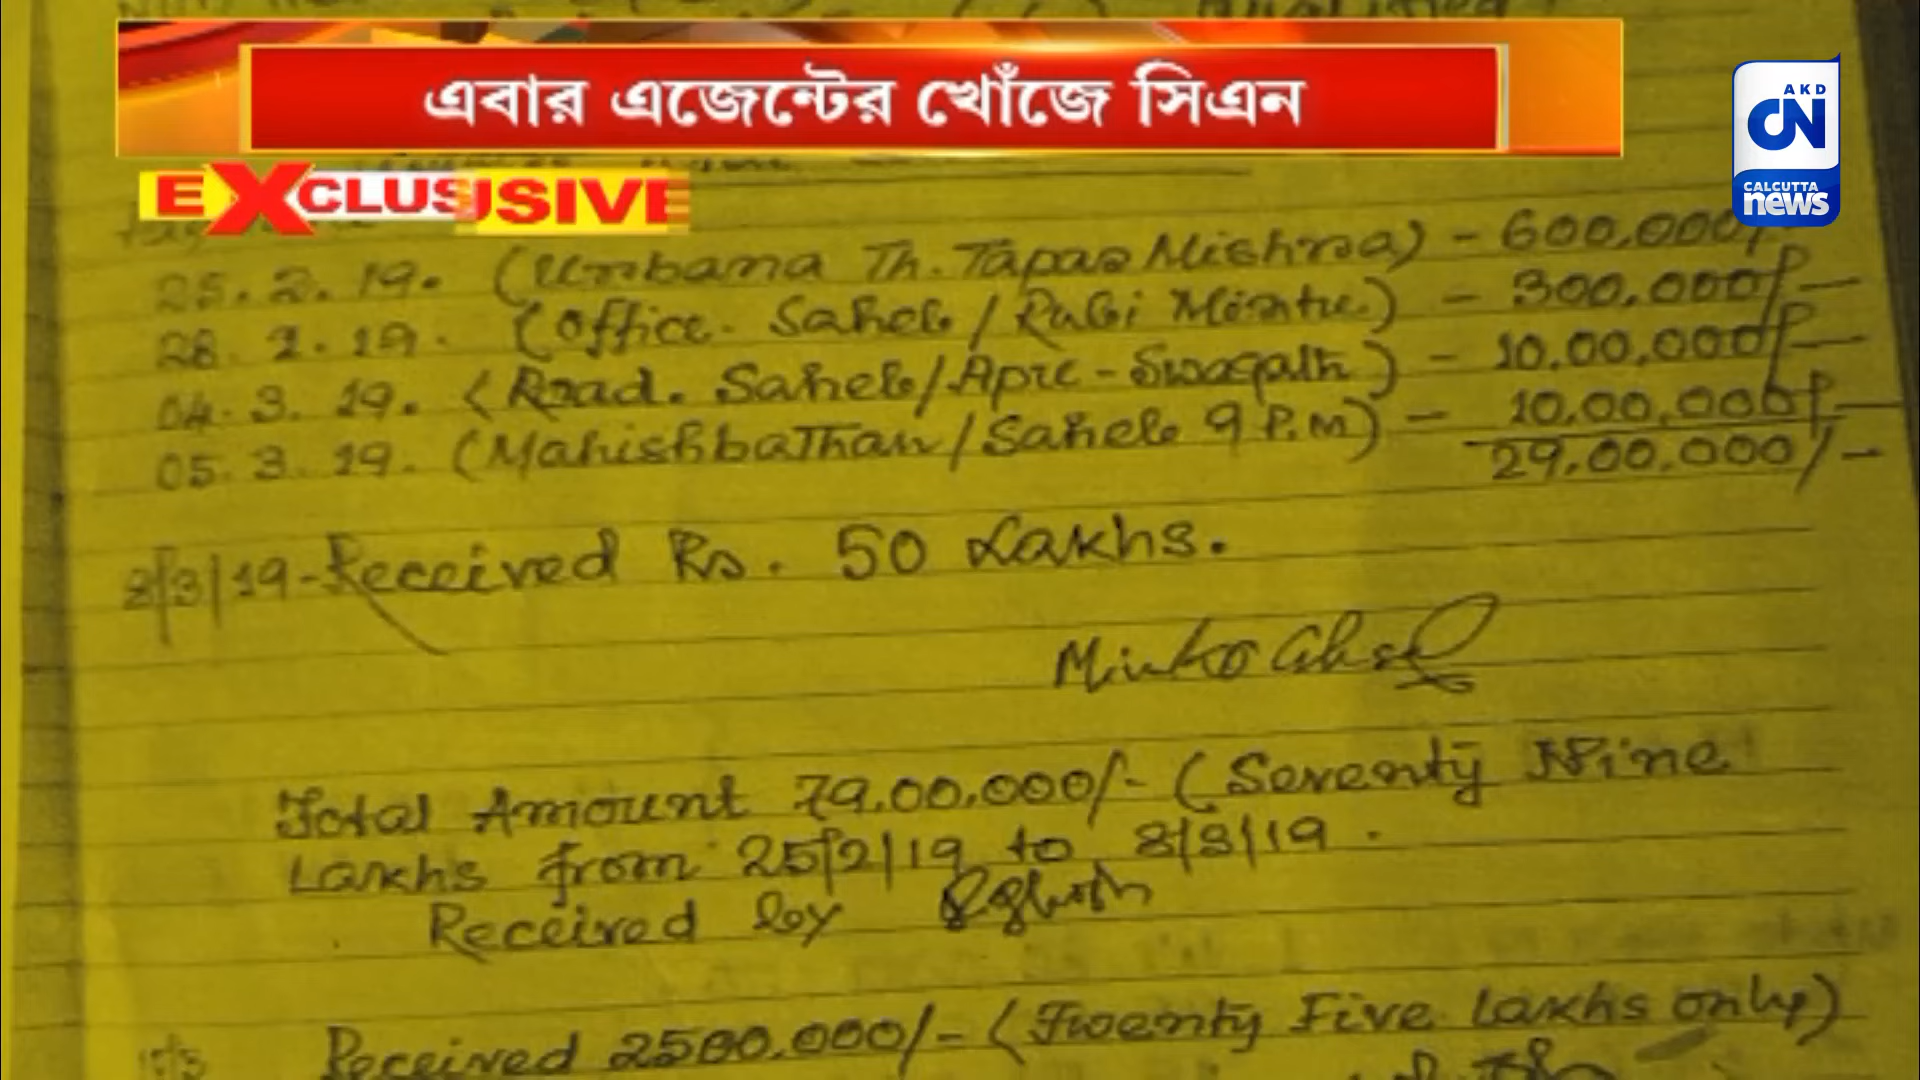 এবার এজেন্টের খোঁজে সিএন
AKD
CN
CALCUTTA
news
EXCLUSIVE
25.2.19. (Urbana Th. Tapas Mishra) - 600,000/-
28.2.19. (Office. Saheb / Rabi Mintu) - 300,000/-
04.3.19. (Road. Saheb/Apic-Swagath) - 10,00,000/-
05.3.19. (Mahishbathan/Saheb 9 P.M) - 10,00,000/-
29,00,000/-
8/3/19-Received Rs. 50 Lakhs.
Total Amount 79,00,000/- (Seventy Nine
Lakhs from 25/2/19 to 8/3/19.
Received by
Received 2500,000/- (Twenty Five Lakhs only)